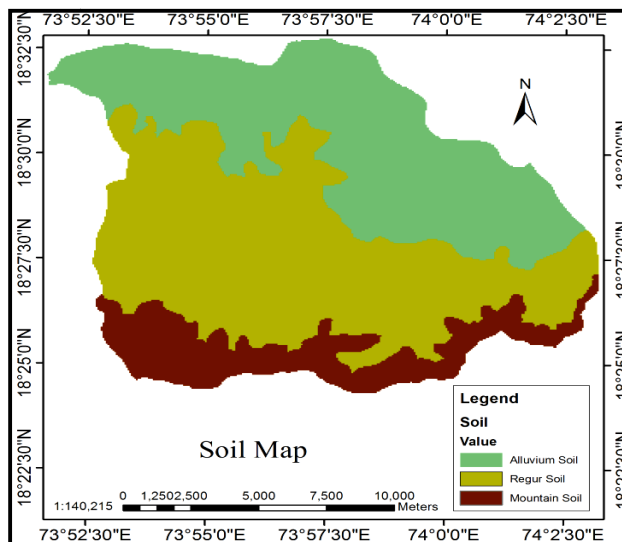 73°52'30"E 73°55'0"E 73°57'30"E 74°0'0"E 74°2'30"E
18°32'30"N
18°30'0"N
18°27'30"N
18°25'0"N
18°22'30"N
N
18°30'0"N
18°27'30"N
18°25'0"N
18°22'30"N
Legend
Soil
Value
Alluvium Soil
Regur Soil
Mountain Soil
Soil Map
1:140,215 0 1,250 2,500 5,000 7,500 10,000
Meters
73°52'30"E 73°55'0"E 73°57'30"E 74°0'0"E 74°2'30"E